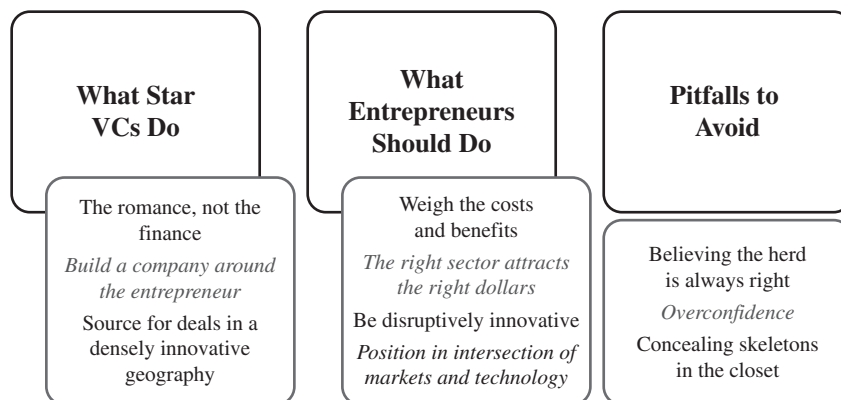 What Star
VCs Do
The romance, not the
finance
Build a company around
the entrepreneur
Source for deals in a
densely innovative
geography
What
Entrepreneurs
Should Do
Weigh the costs
and benefits
The right sector attracts
the right dollars
Be disruptively innovative
Position in intersection of
markets and technology
Pitfalls to
Avoid
Believing the herd
is always right
Overconfidence
Concealing skeletons
in the closet